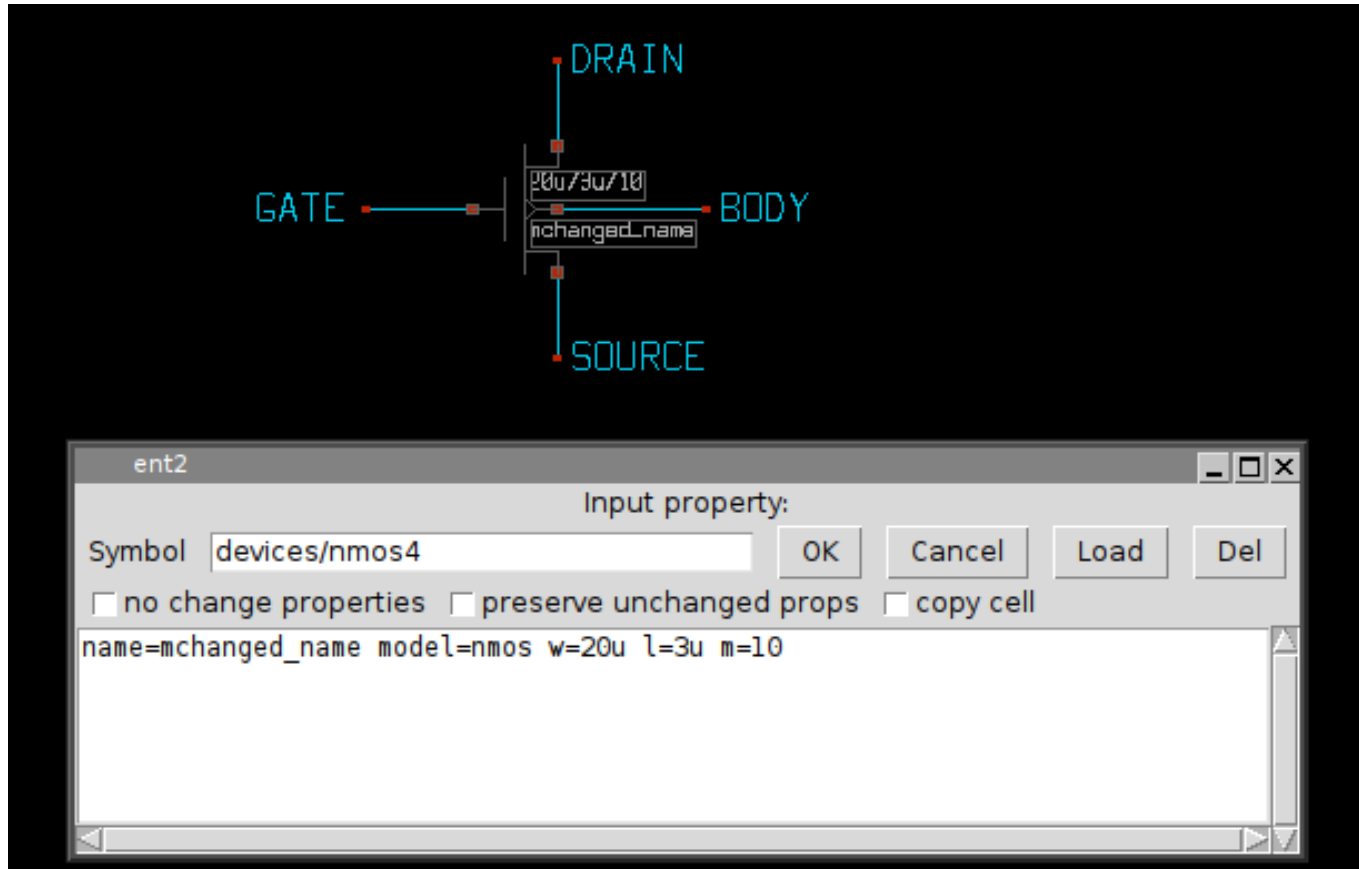 DRAIN
20u/3u/10
GATE
BODY
mchanged_name
SOURCE
ent2
Input property:
Symbol devices/nmos4 OK Cancel Load Del
no change properties preserve unchanged props copy cell
name=mchanged_name model=nmos w=20u l=3u m=10